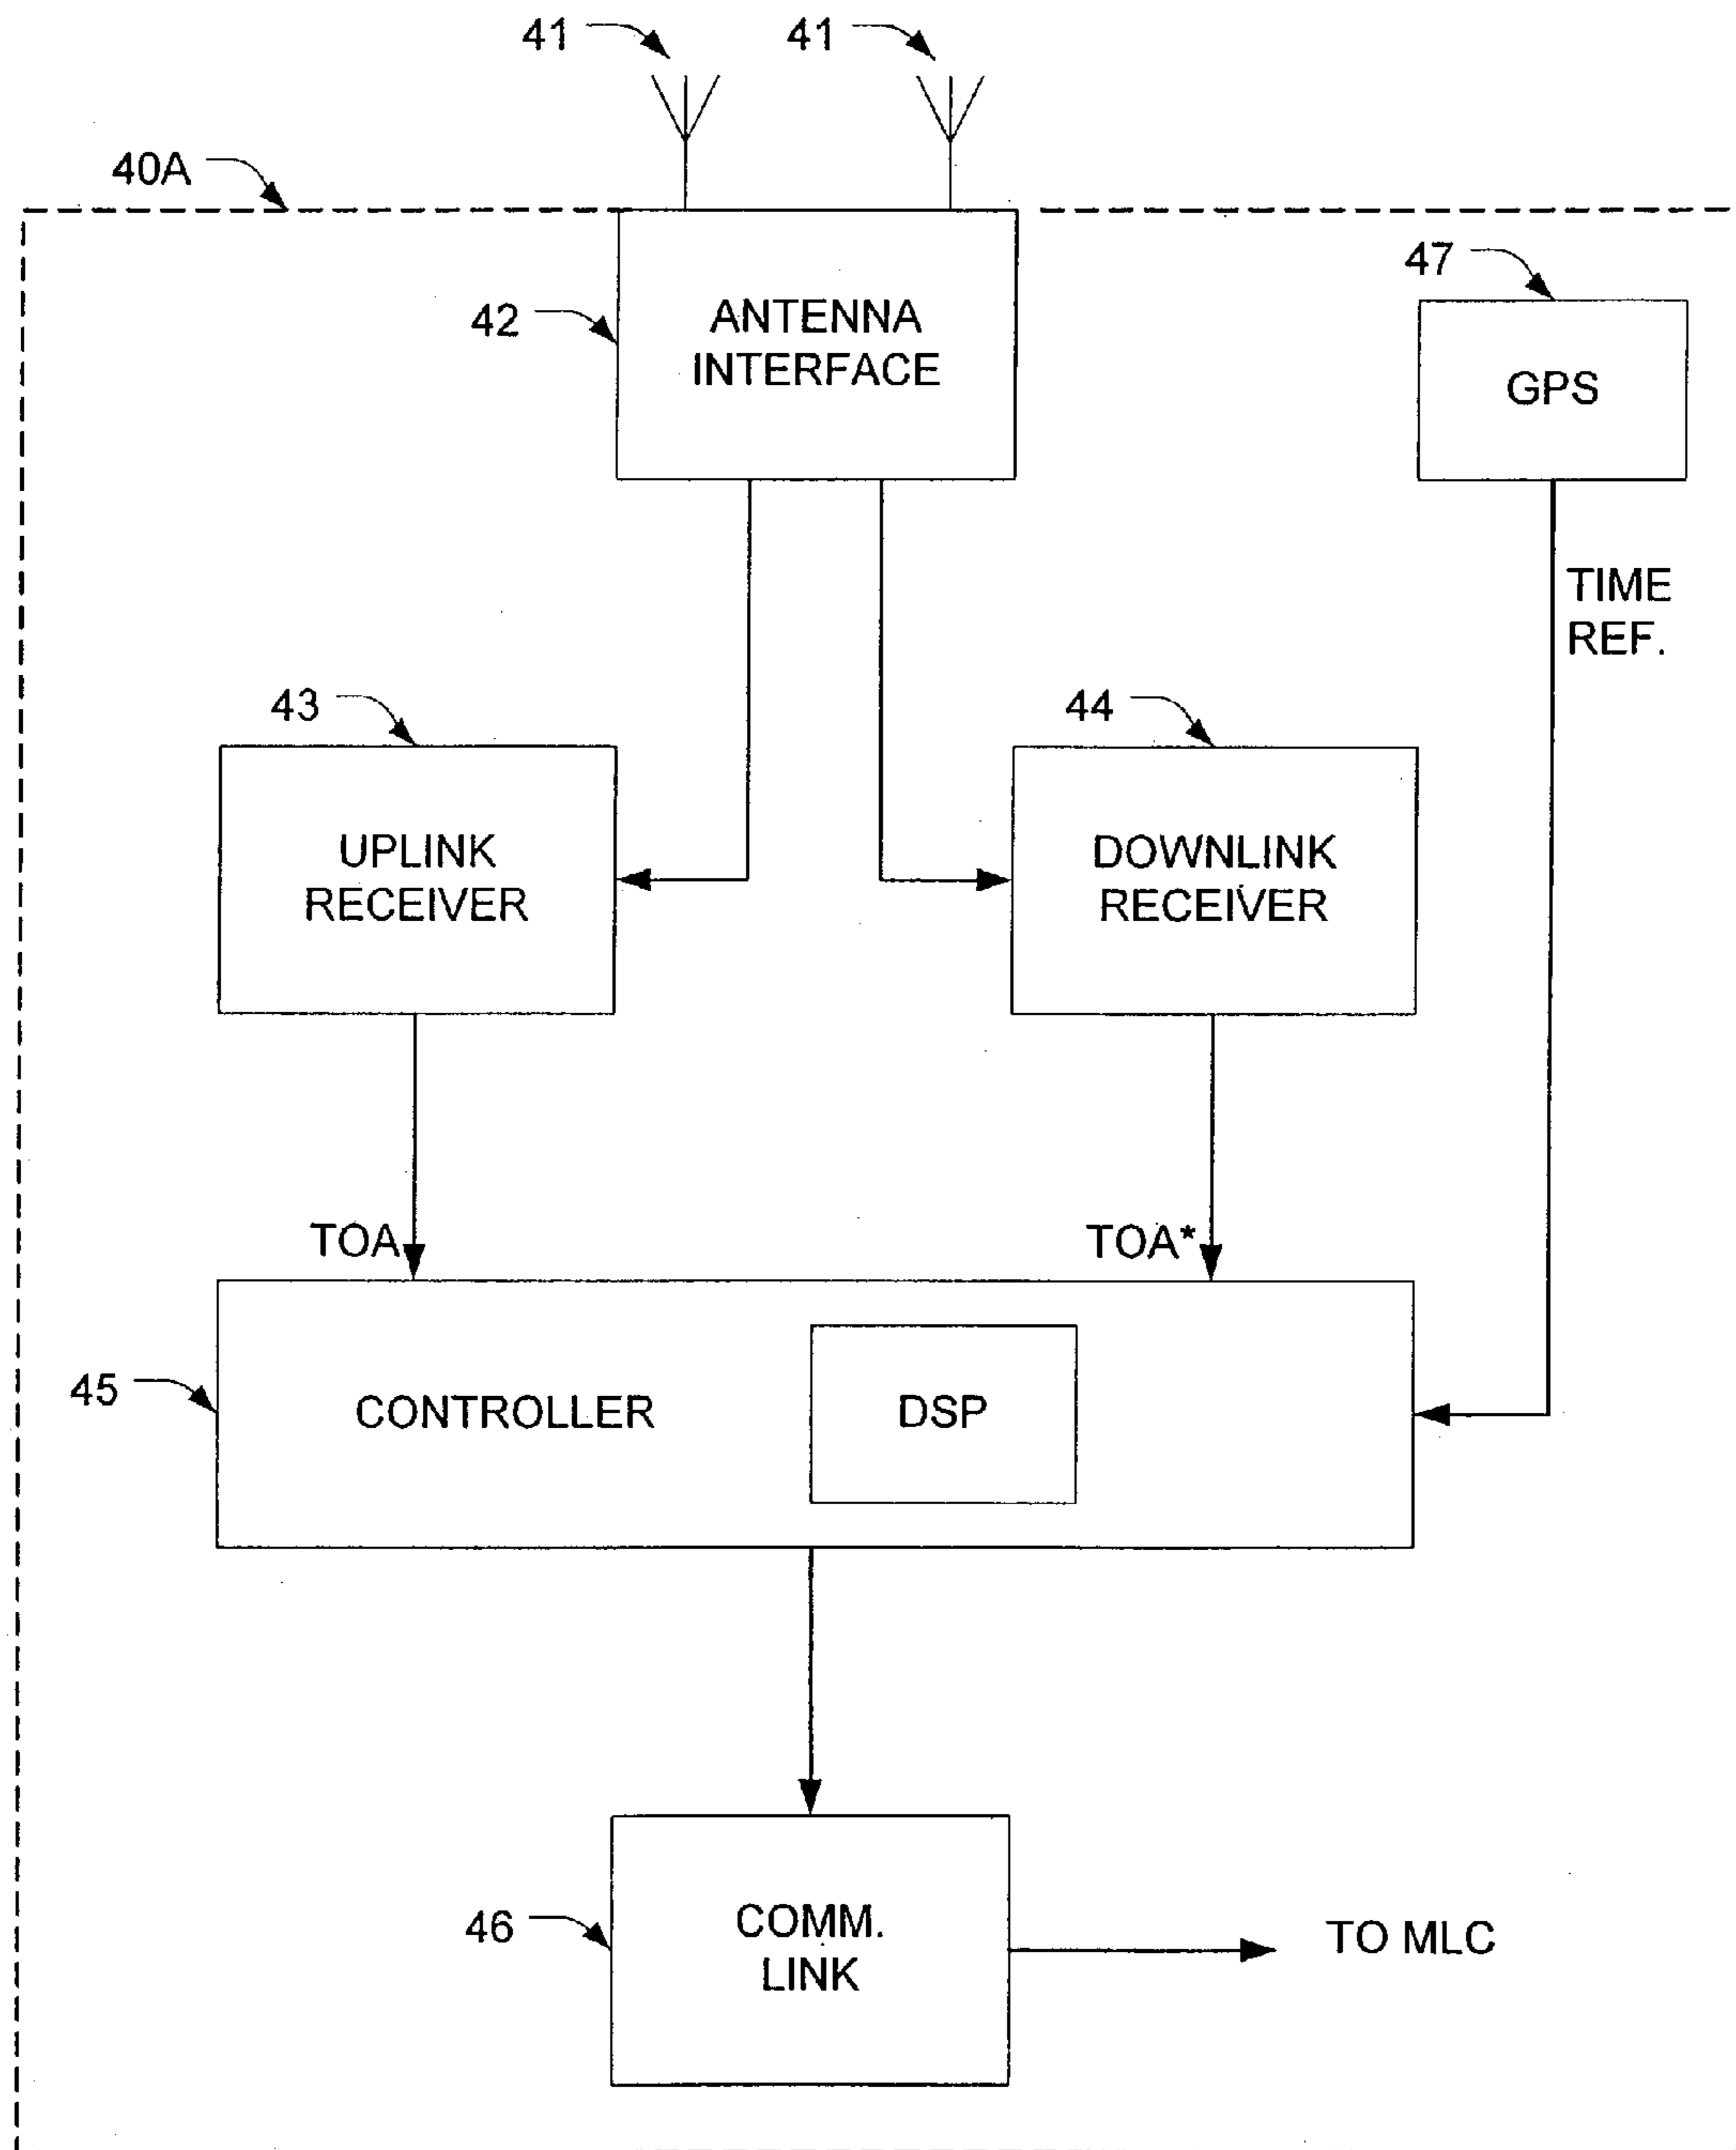 41
41
40A
47
42
ANTENNA
INTERFACE
GPS
TIME
REF.
43
44
UPLINK
RECEIVER
DOWNLINK
RECEIVER
TOA
TOA*
45
CONTROLLER
DSP
46
COMM.
LINK
TO MLC